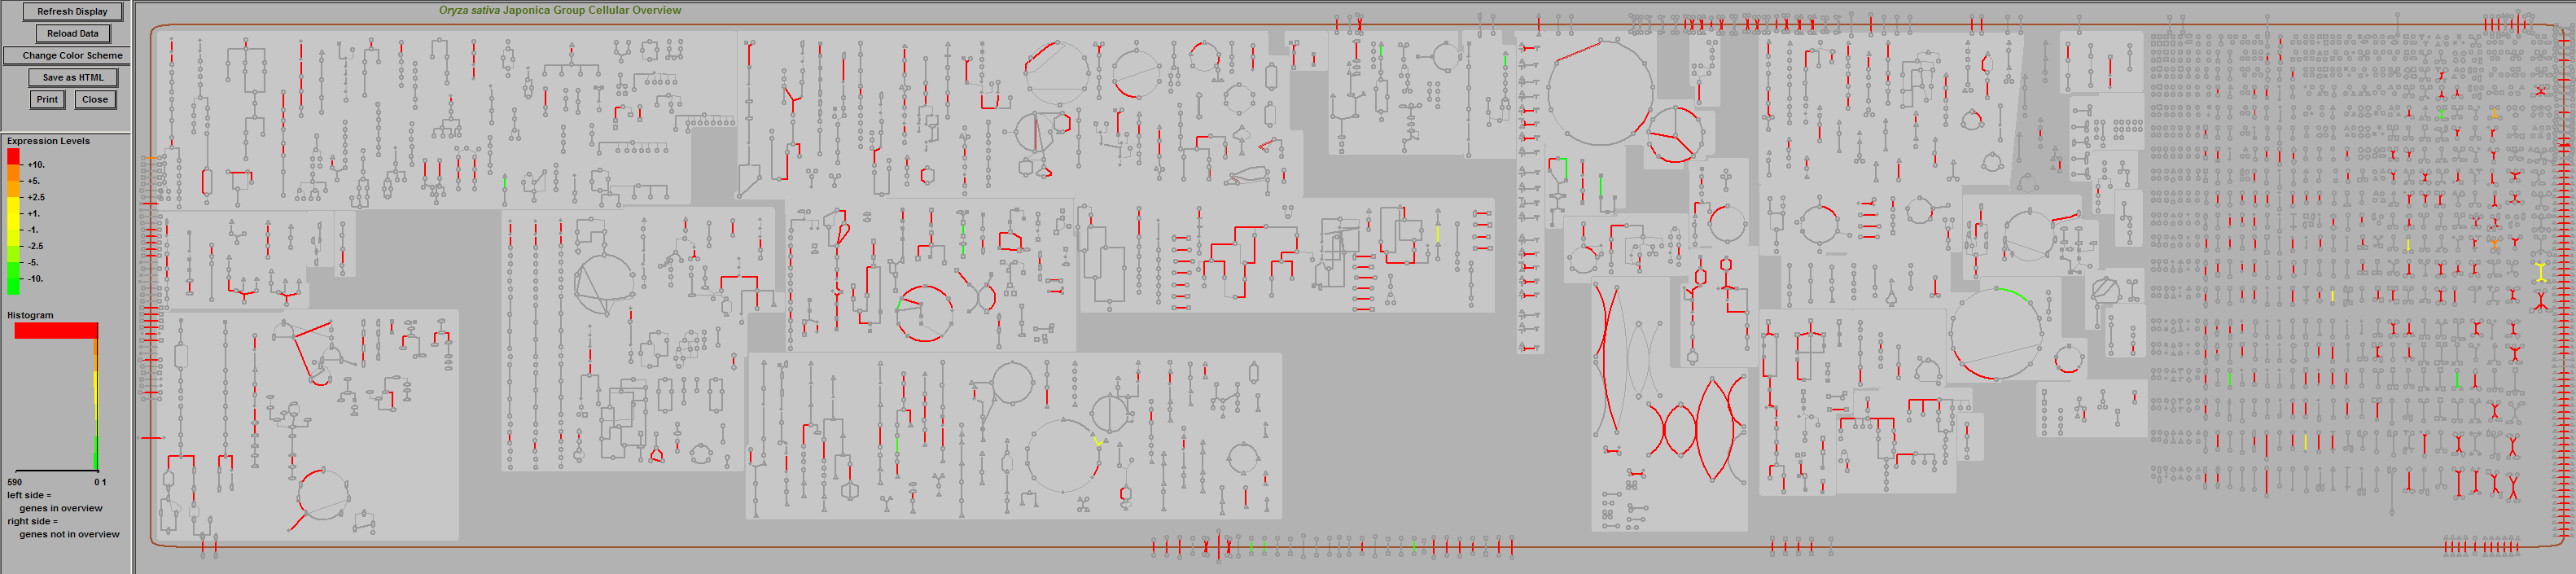 Refresh Display
Reload Data
Change Color Scheme
Save as HTML
Print Close
Oryza sativa Japonica Group Cellular Overview
Expression Levels
+10.
+5.
+2.5
+1.
-1.
-2.5
-5.
-10.
Histogram
590 0 1
left side =
genes in overview
right side =
genes not in overview